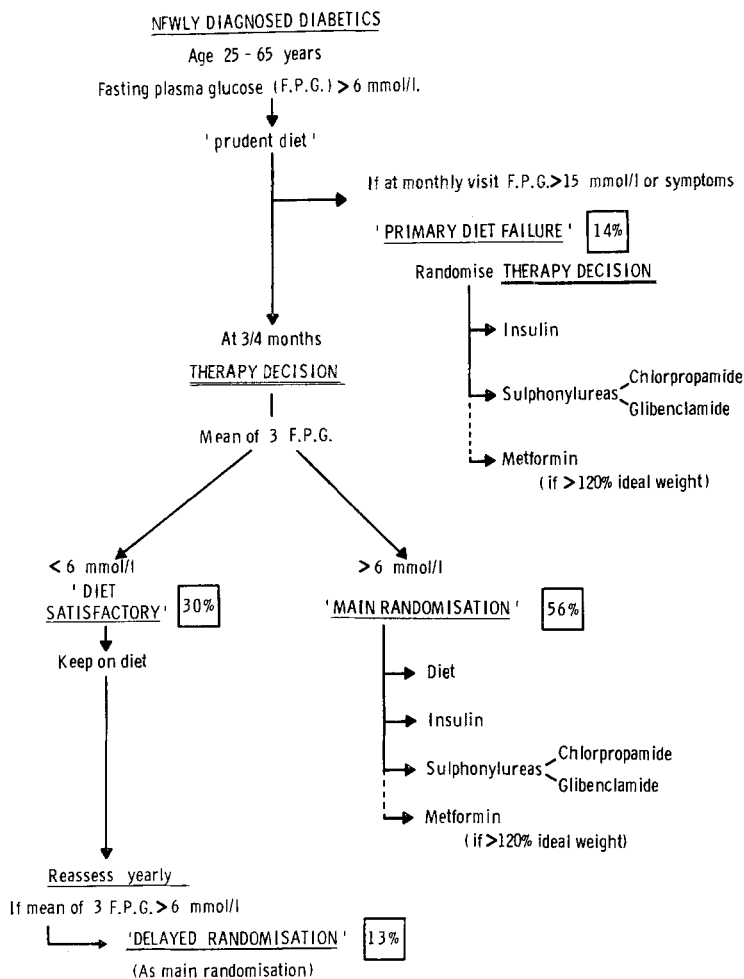 NEWLY DIAGNOSED DIABETICS
Age 25 - 65 years
Fasting plasma glucose (F.P.G.) > 6 mmol/l.
' prudent diet '
If at monthly visit F.P.G.>15 mmol/l or symptoms
' PRIMARY DIET FAILURE ' 14%
Randomise THERAPY DECISION
Insulin
Sulphonylureas
Chlorpropamide
Glibenclamide
Metformin
(if >120% ideal weight)
At 3/4 months
THERAPY DECISION
Mean of 3 F.P.G.
< 6 mmol/l
' DIET
SATISFACTORY' 30%
Keep on diet
Reassess yearly
If mean of 3 F.P.G.>6 mmol/l
'DELAYED RANDOMISATION ' 13%
(As main randomisation)
>6 mmol/l
'MAIN RANDOMISATION ' 56%
Diet
Insulin
Sulphonylureas
Chlorpropamide
Glibenclamide
Metformin
(if >120% ideal weight)